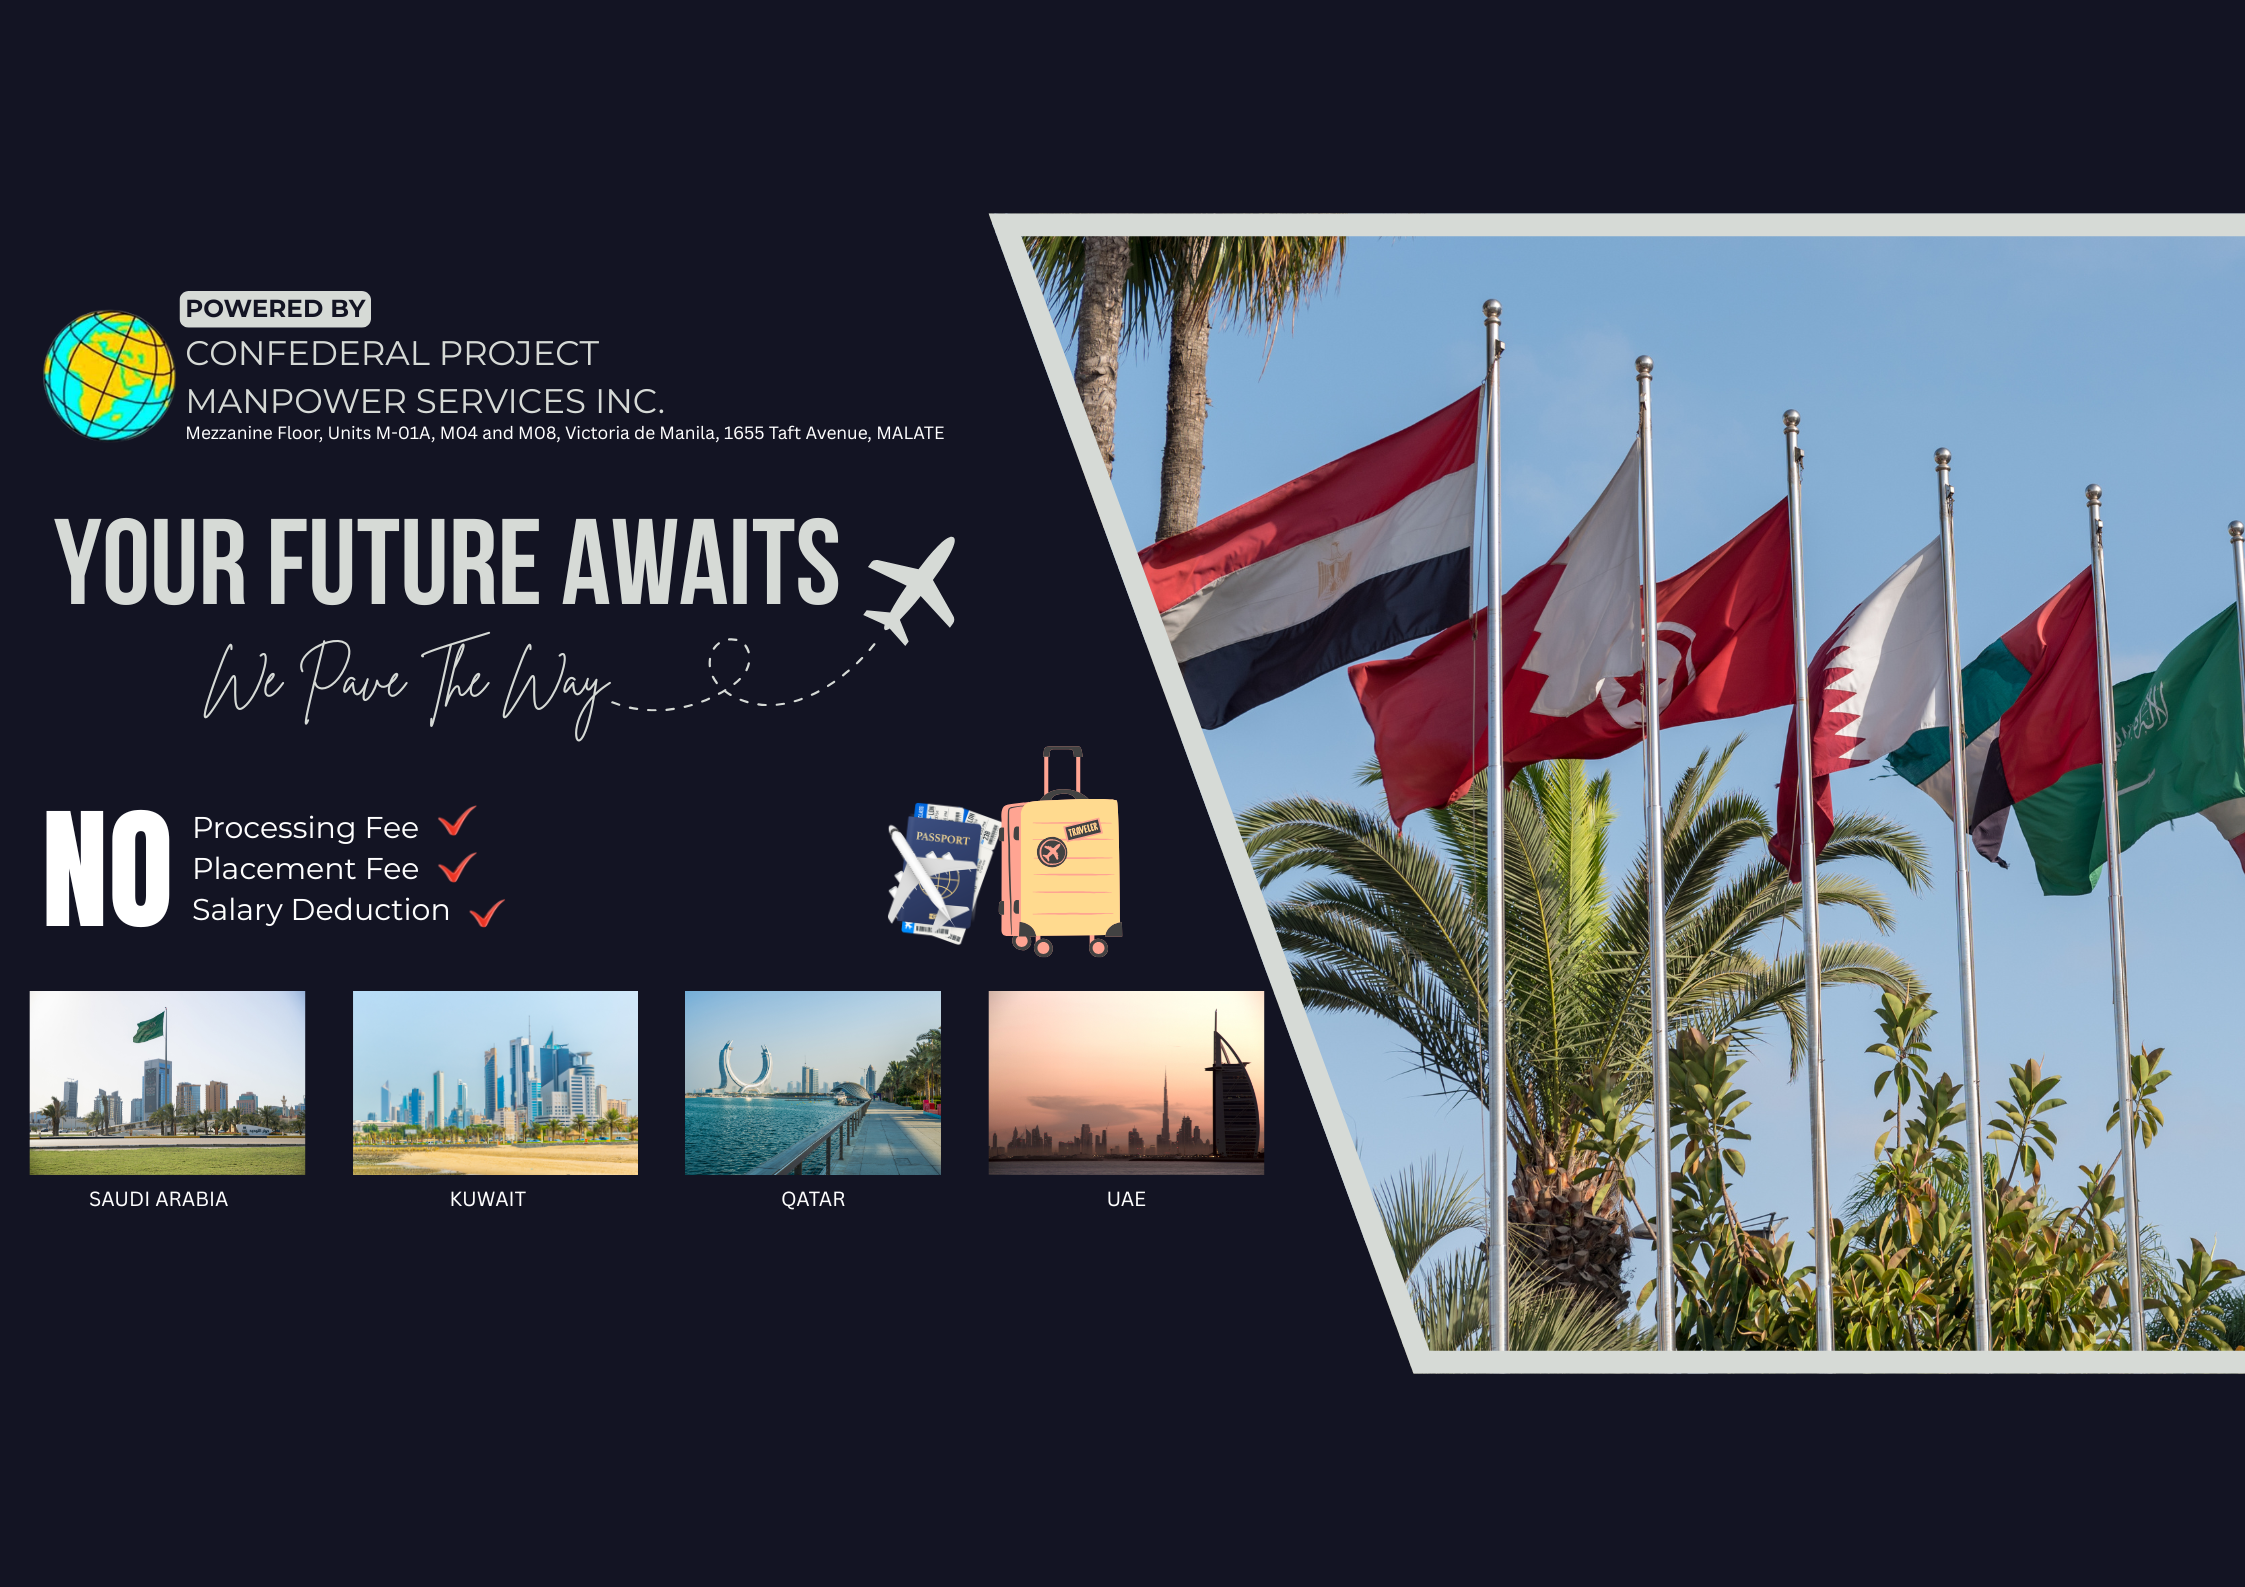 POWERED BY
CONFEDERAL PROJECT
MANPOWER SERVICES INC.
Mezzanine Floor, Units M-01A, M04 and M08, Victoria de Manila, 1655 Taft Avenue, MALATE
YOUR FUTURE AWAITS
We Pave The Way
NO
Processing Fee
Placement Fee
Salary Deduction
PASSPORT
TRAVELER
SAUDI ARABIA
KUWAIT
QATAR
UAE